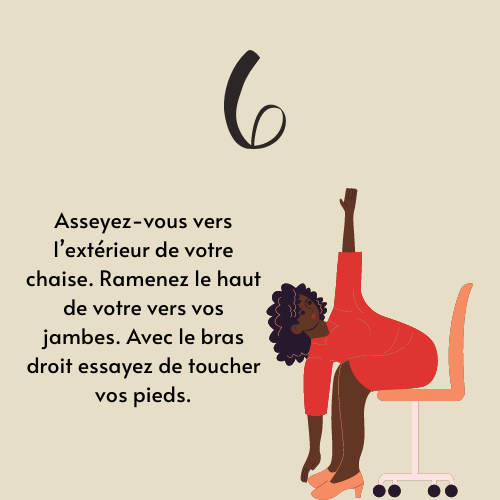 6
Asseyez-vous vers
l’extérieur de votre
chaise. Ramenez le haut
de votre vers vos
jambes. Avec le bras
droit essayez de toucher
vos pieds.